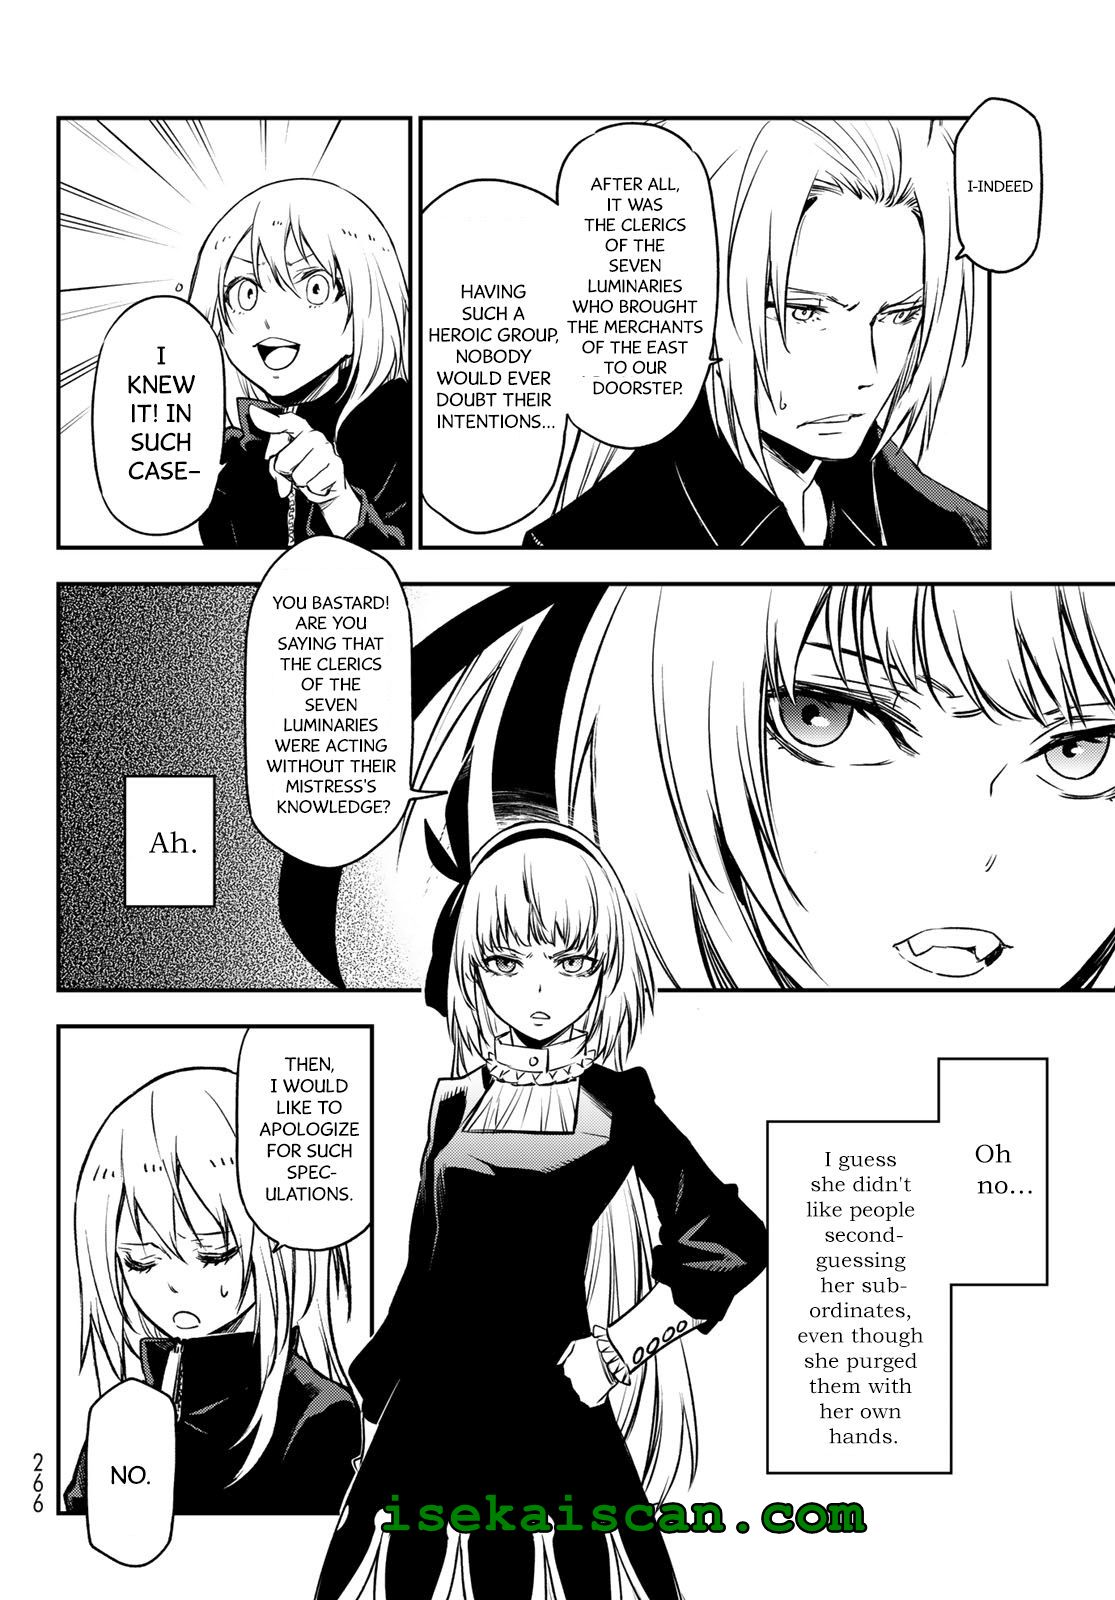 I-INDEED
AFTER ALL,
IT WAS
THE CLERICS
OF THE
SEVEN
LUMINARIES
WHO BROUGHT
THE MERCHANTS
OF THE EAST
TO OUR
DOORSTEP.
HAVING
SUCH A
HEROIC GROUP,
NOBODY
WOULD EVER
DOUBT THEIR
INTENTIONS...
I
KNEW
IT! IN
SUCH
CASE–
YOU BASTARD!
ARE YOU
SAYING THAT
THE CLERICS
OF THE
SEVEN
LUMINARIES
WERE ACTING
WITHOUT THEIR
MISTRESS'S
KNOWLEDGE?
Ah.
Oh
no...
I guess
she didn't
like people
second-
guessing
her sub-
ordinates,
even though
she purged
them with
her own
hands.
THEN,
I WOULD
LIKE TO
APOLOGIZE
FOR SUCH
SPEC-
ULATIONS.
NO.
266
isekaiscan.com